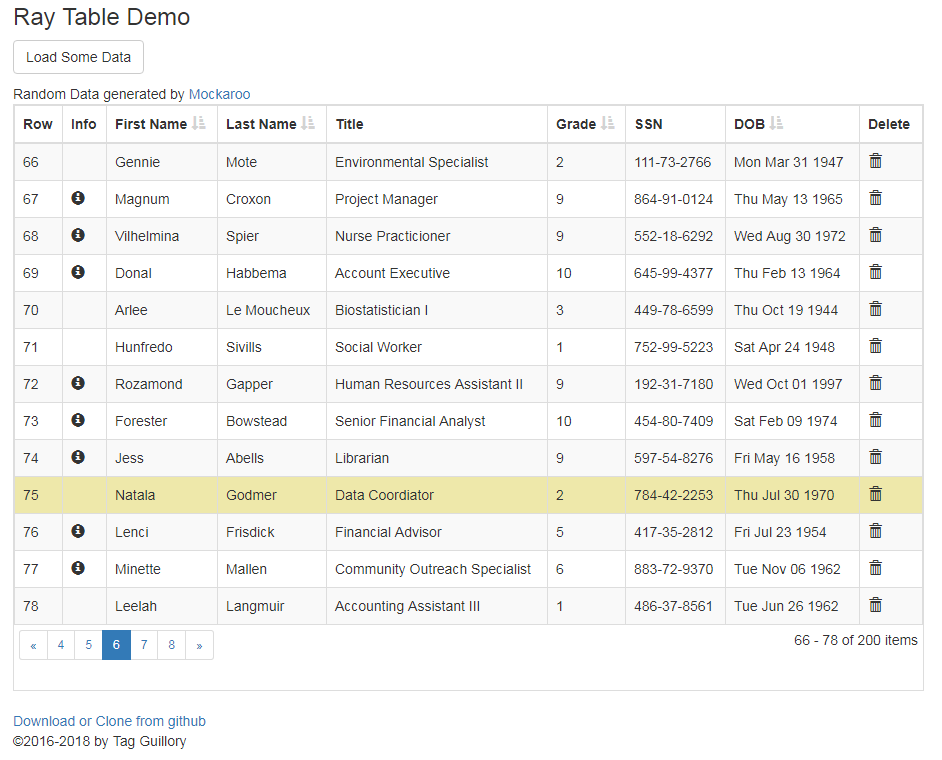 Ray Table Demo
Load Some Data
Random Data generated by Mockaroo
Row Info First Name Last Name Title Grade SSN DOB Delete
66 Gennie Mote Environmental Specialist 2 111-73-2766 Mon Mar 31 1947
67 Magnum Croxon Project Manager 9 864-91-0124 Thu May 13 1965
68 Vilhelmina Spier Nurse Practicioner 9 552-18-6292 Wed Aug 30 1972
69 Donal Habbema Account Executive 10 645-99-4377 Thu Feb 13 1964
70 Arlee Le Moucheux Biostatistician I 3 449-78-6599 Thu Oct 19 1944
71 Hunfredo Sivills Social Worker 1 752-99-5223 Sat Apr 24 1948
72 Rozamond Gapper Human Resources Assistant II 9 192-31-7180 Wed Oct 01 1997
73 Forester Bowstead Senior Financial Analyst 10 454-80-7409 Sat Feb 09 1974
74 Jess Abells Librarian 9 597-54-8276 Fri May 16 1958
75 Natala Godmer Data Coordiator 2 784-42-2253 Thu Jul 30 1970
76 Lenci Frisdick Financial Advisor 5 417-35-2812 Fri Jul 23 1954
77 Minette Mallen Community Outreach Specialist 6 883-72-9370 Tue Nov 06 1962
78 Leelah Langmuir Accounting Assistant III 1 486-37-8561 Tue Jun 26 1962
« 4 5 6 7 8 » 66 - 78 of 200 items
Download or Clone from github
©2016-2018 by Tag Guillory